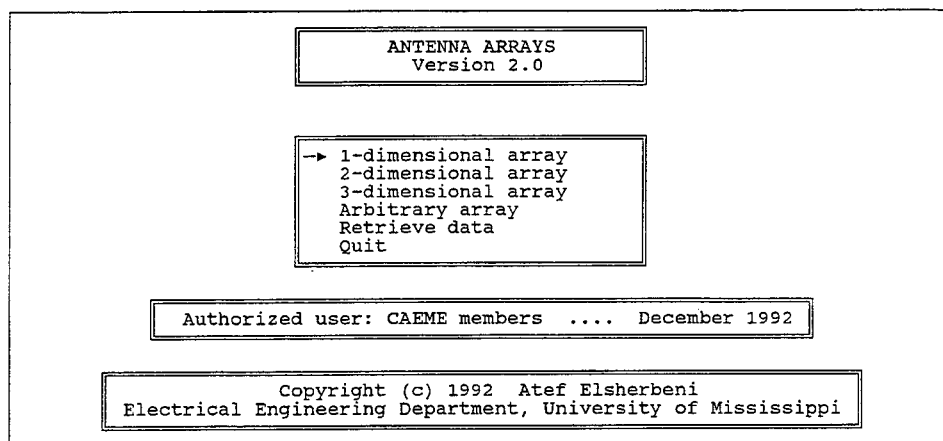 ANTENNA ARRAYS
Version 2.0
1-dimensional array
2-dimensional array
3-dimensional array
Arbitrary array
Retrieve data
Quit
Authorized user: CAEME members .... December 1992
Copyright (c) 1992 Atef Elsherbeni
Electrical Engineering Department, University of Mississippi